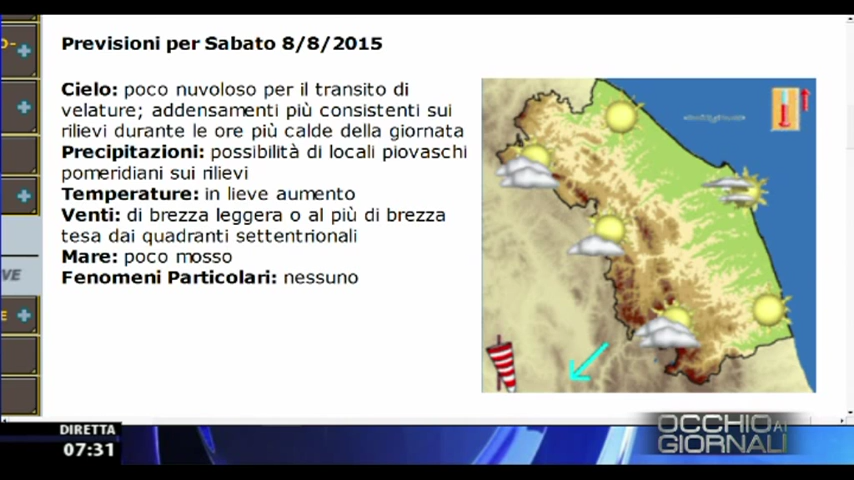 Previsioni per Sabato 8/8/2015
Cielo: poco nuvoloso per il transito di
velature; addensamenti più consistenti sui
rilievi durante le ore più calde della giornata
Precipitazioni: possibilità di locali piovaschi
pomeridiani sui rilievi
Temperature: in lieve aumento
Venti: di brezza leggera o al più di brezza
tesa dai quadranti settentrionali
Mare: poco mosso
Fenomeni Particolari: nessuno
DIRETTA
07:31
OCCHIO AI
GIORNALI